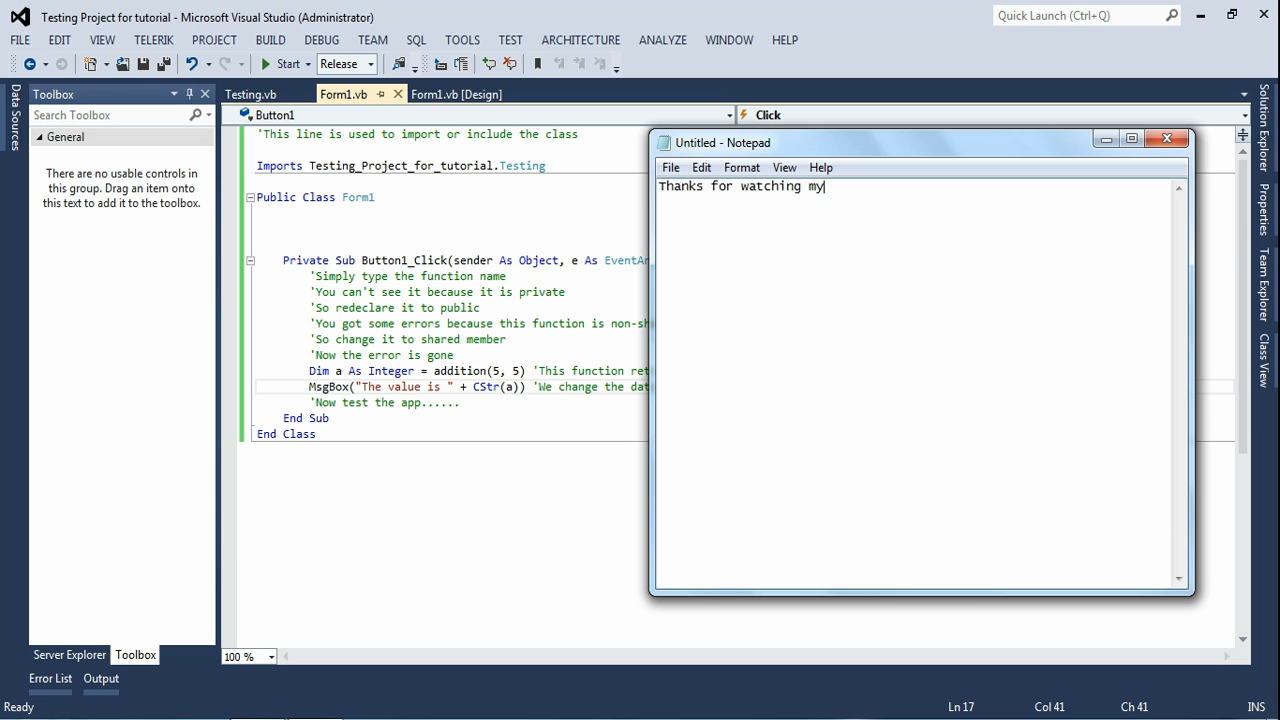 Testing Project for tutorial - Microsoft Visual Studio (Administrator)
Quick Launch (Ctrl+Q)
FILE EDIT VIEW TELERIK PROJECT BUILD DEBUG TEAM SQL TOOLS TEST ARCHITECTURE ANALYZE WINDOW HELP
Start Release
Data Sources
Toolbox
Search Toolbox
General
There are no usable controls in
this group. Drag an item onto
this text to add it to the toolbox.
Server Explorer Toolbox
Testing.vb Form1.vb Form1.vb [Design]
Button1 Click
'This line is used to import or include the class
Imports Testing_Project_for_tutorial.Testing
Public Class Form1
Private Sub Button1_Click(sender As Object, e As EventAr
'Simply type the function name
'You can't see it because it is private
'So redeclare it to public
'You got some errors because this function is non-sh
'So change it to shared member
'Now the error is gone
Dim a As Integer = addition(5, 5) 'This function ret
MsgBox("The value is " + CStr(a)) 'We change the dat
'Now test the app......
End Sub
End Class
100 %
Untitled - Notepad
File Edit Format View Help
Thanks for watching my
Solution Explorer
Properties
Team Explorer
Class View
Error List Output
Ready Ln 17 Col 41 Ch 41 INS